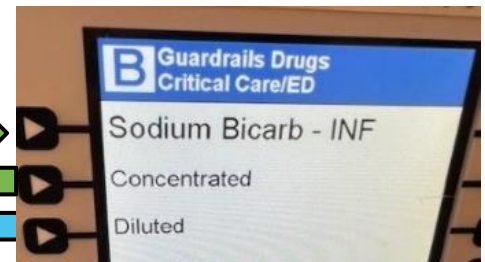 B Guardrails Drugs
Critical Care/ED
Sodium Bicarb - INF
Concentrated
Diluted